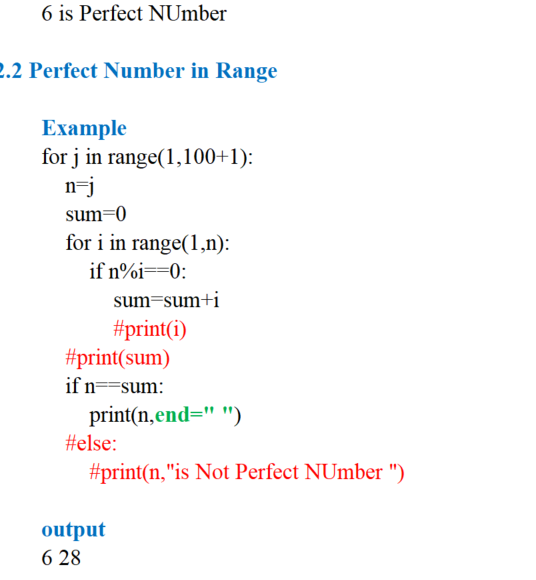 6 is Perfect NUmber
2.2 Perfect Number in Range
Example
for j in range(1,100+1):
n=j
sum=0
for i in range(1,n):
if n%i==0:
sum=sum+i
#print(i)
#print(sum)
if n==sum:
print(n,end=" ")
#else:
#print(n,"is Not Perfect NUmber ")
output
6 28